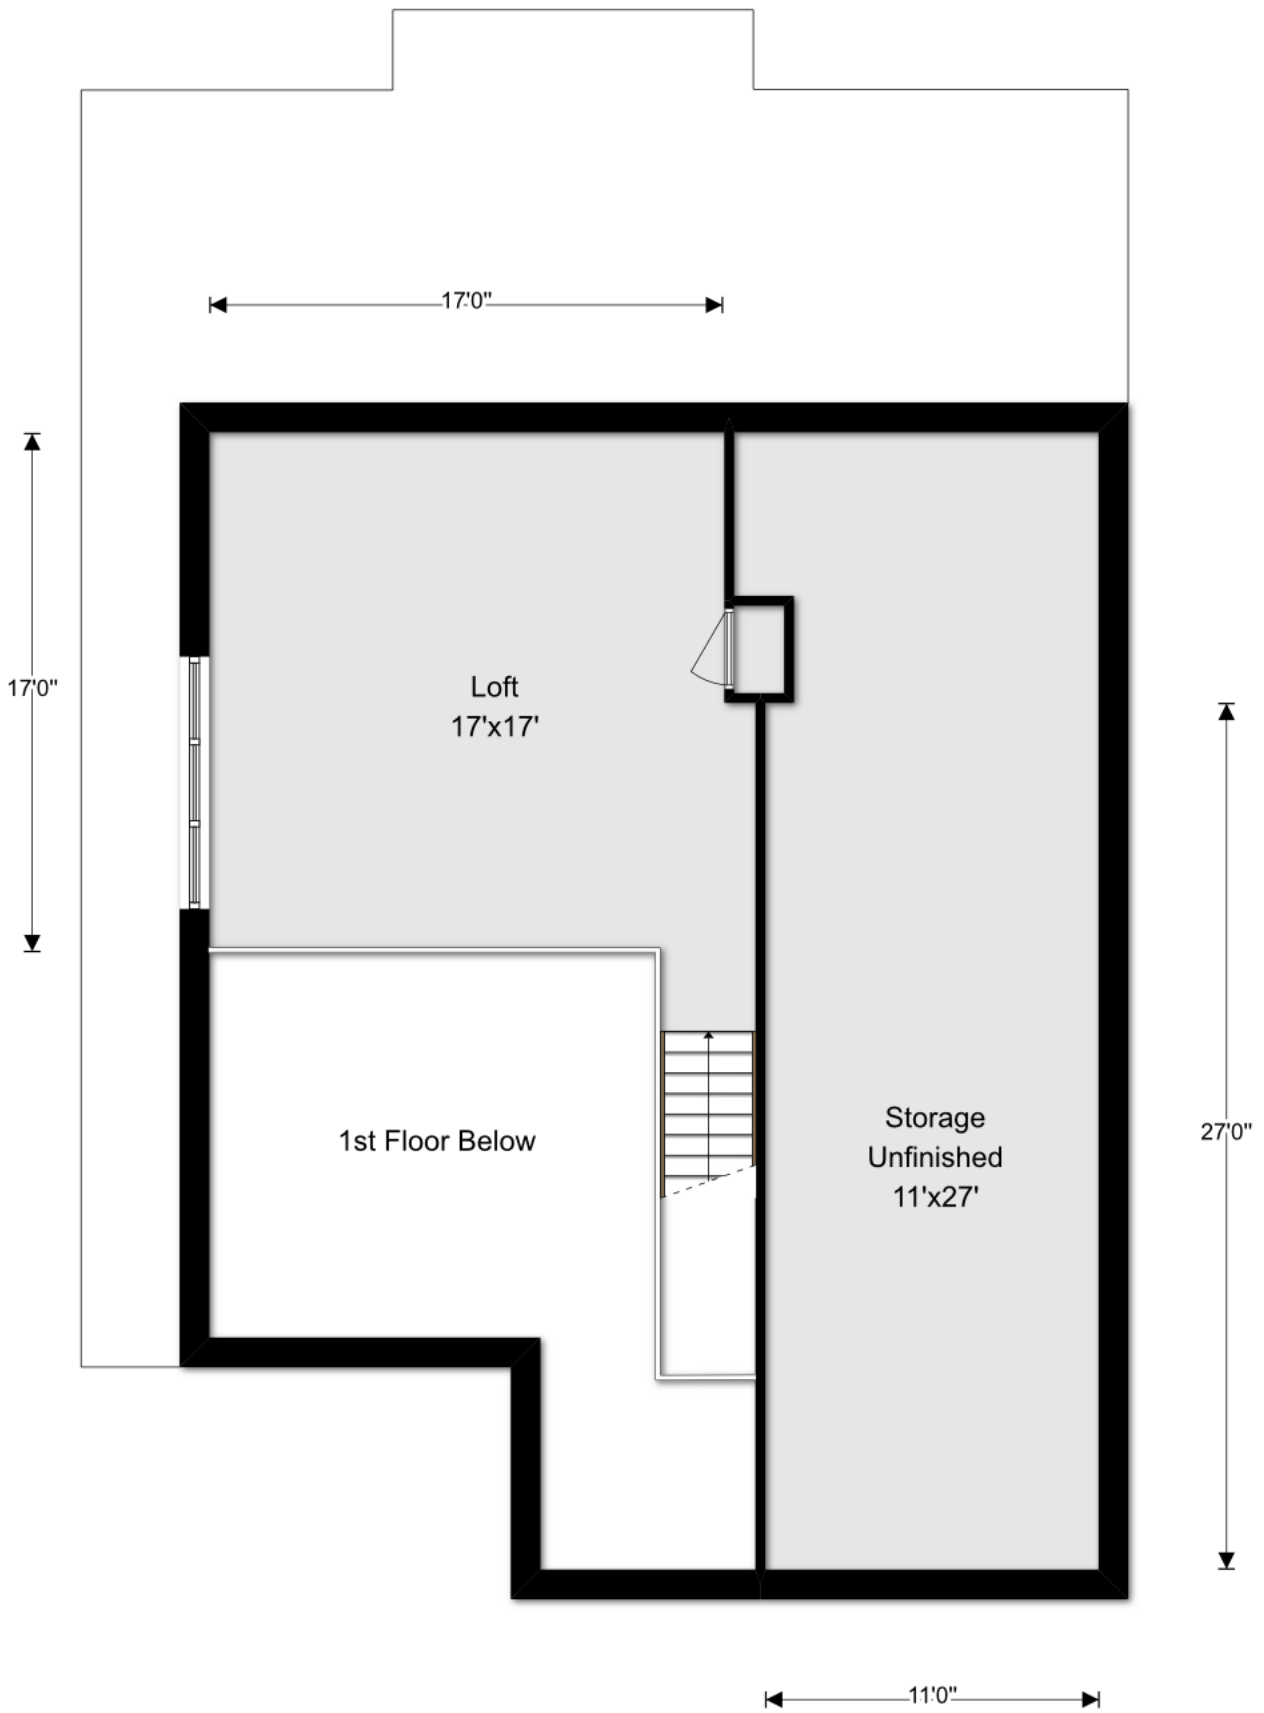 17'0"
17'0"
Loft
17'x17'
1st Floor Below
Storage
Unfinished
11'x27'
27'0"
11'0"